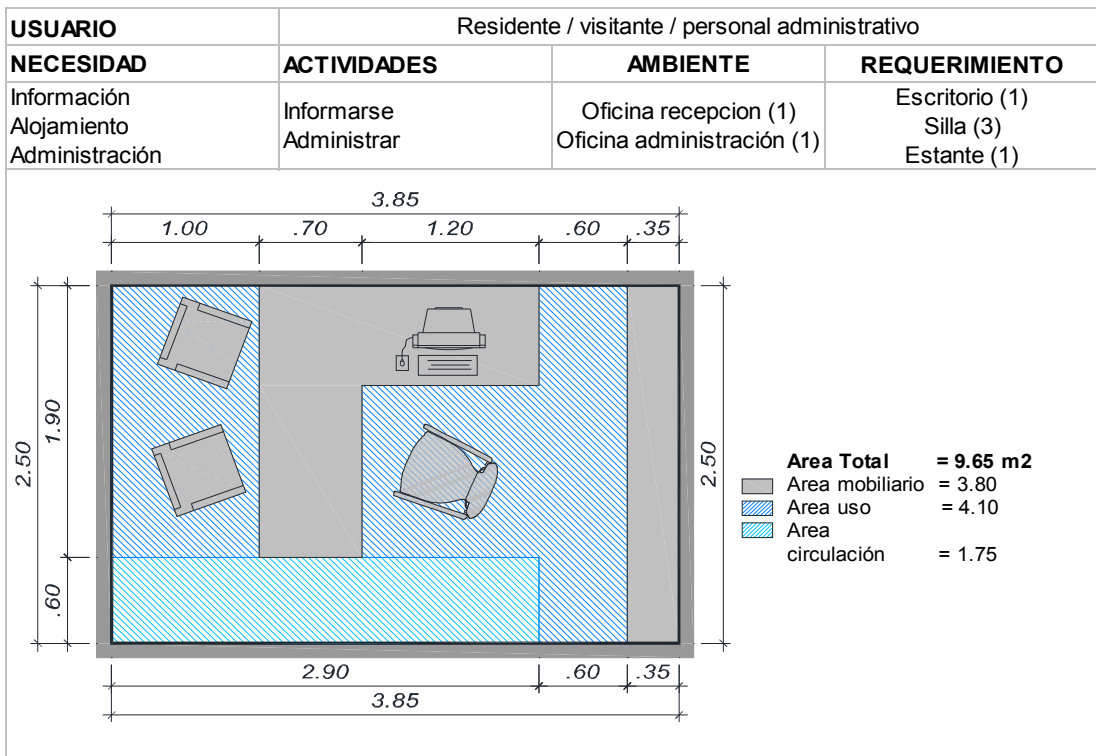 USUARIO Residente / visitante / personal administrativo
NECESIDAD ACTIVIDADES AMBIENTE REQUERIMIENTO
Información
Alojamiento
Administración
Informarse
Administrar
Oficina recepcion (1)
Oficina administración (1)
Escritorio (1)
Silla (3)
Estante (1)
3.85
1.00 .70 1.20 .60 .35
2.50
1.90
.60
2.50
2.90 .60 .35
3.85
Area Total = 9.65 m2
Area mobiliario = 3.80
Area uso = 4.10
Area
circulación = 1.75